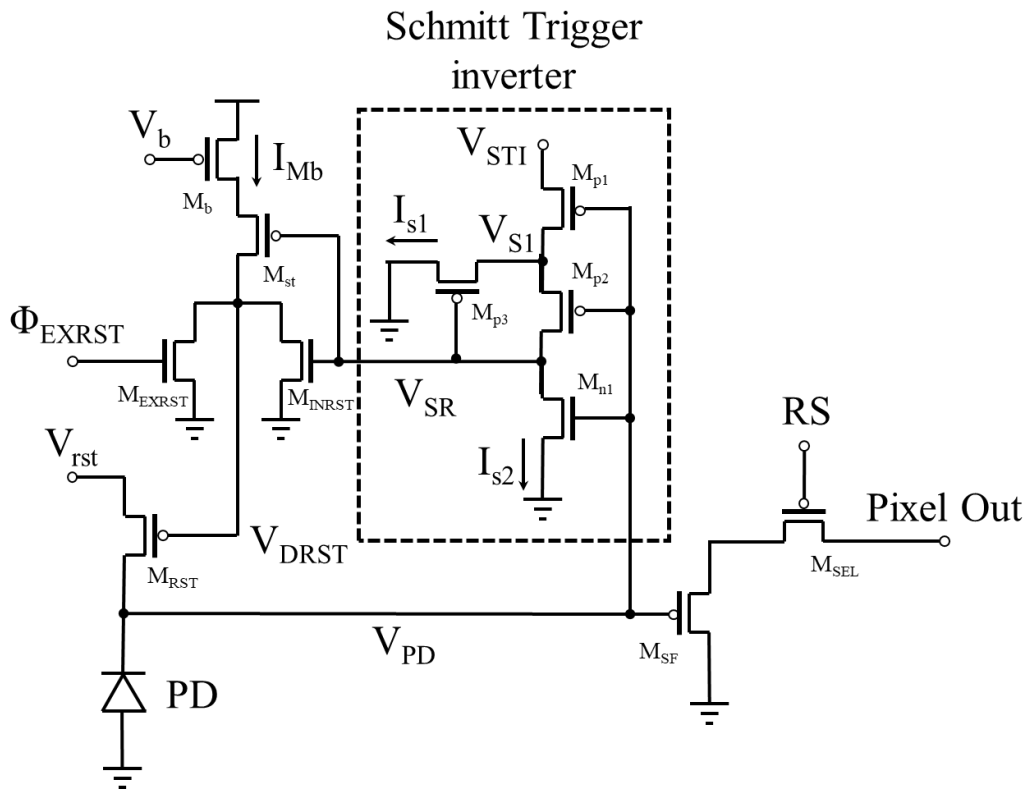 Schmitt Trigger
inverter
V_b
I_Mb
M_b
V_STI
M_p1
I_s1
V_S1
M_st
M_p2
M_p3
Φ_EXRST
M_EXRST
M_INRST
V_SR
M_n1
V_rst
I_s2
RS
Pixel Out
V_DRST
M_RST
M_SEL
V_PD
M_SF
PD